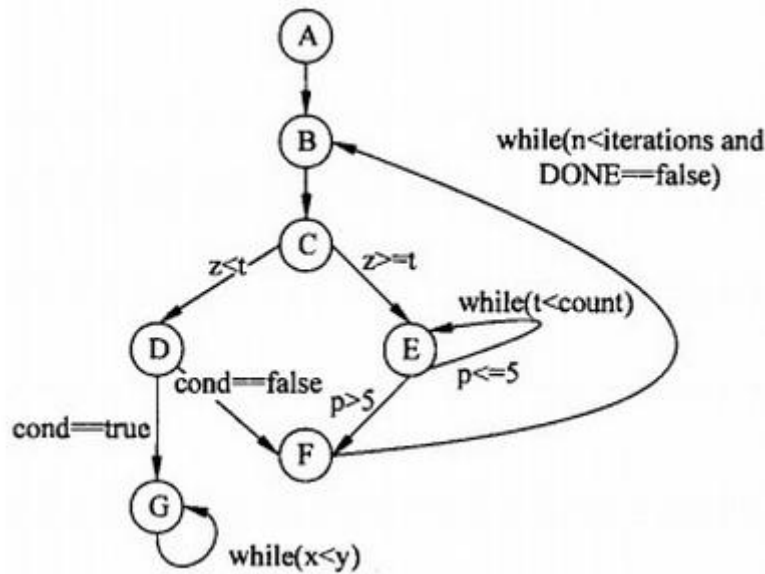 A
B
while(n<iterations and
DONE==false)
C
z<t
z>=t
while(t<count)
D
E
cond==false
p<=5
p>5
cond==true
F
G
while(x<y)